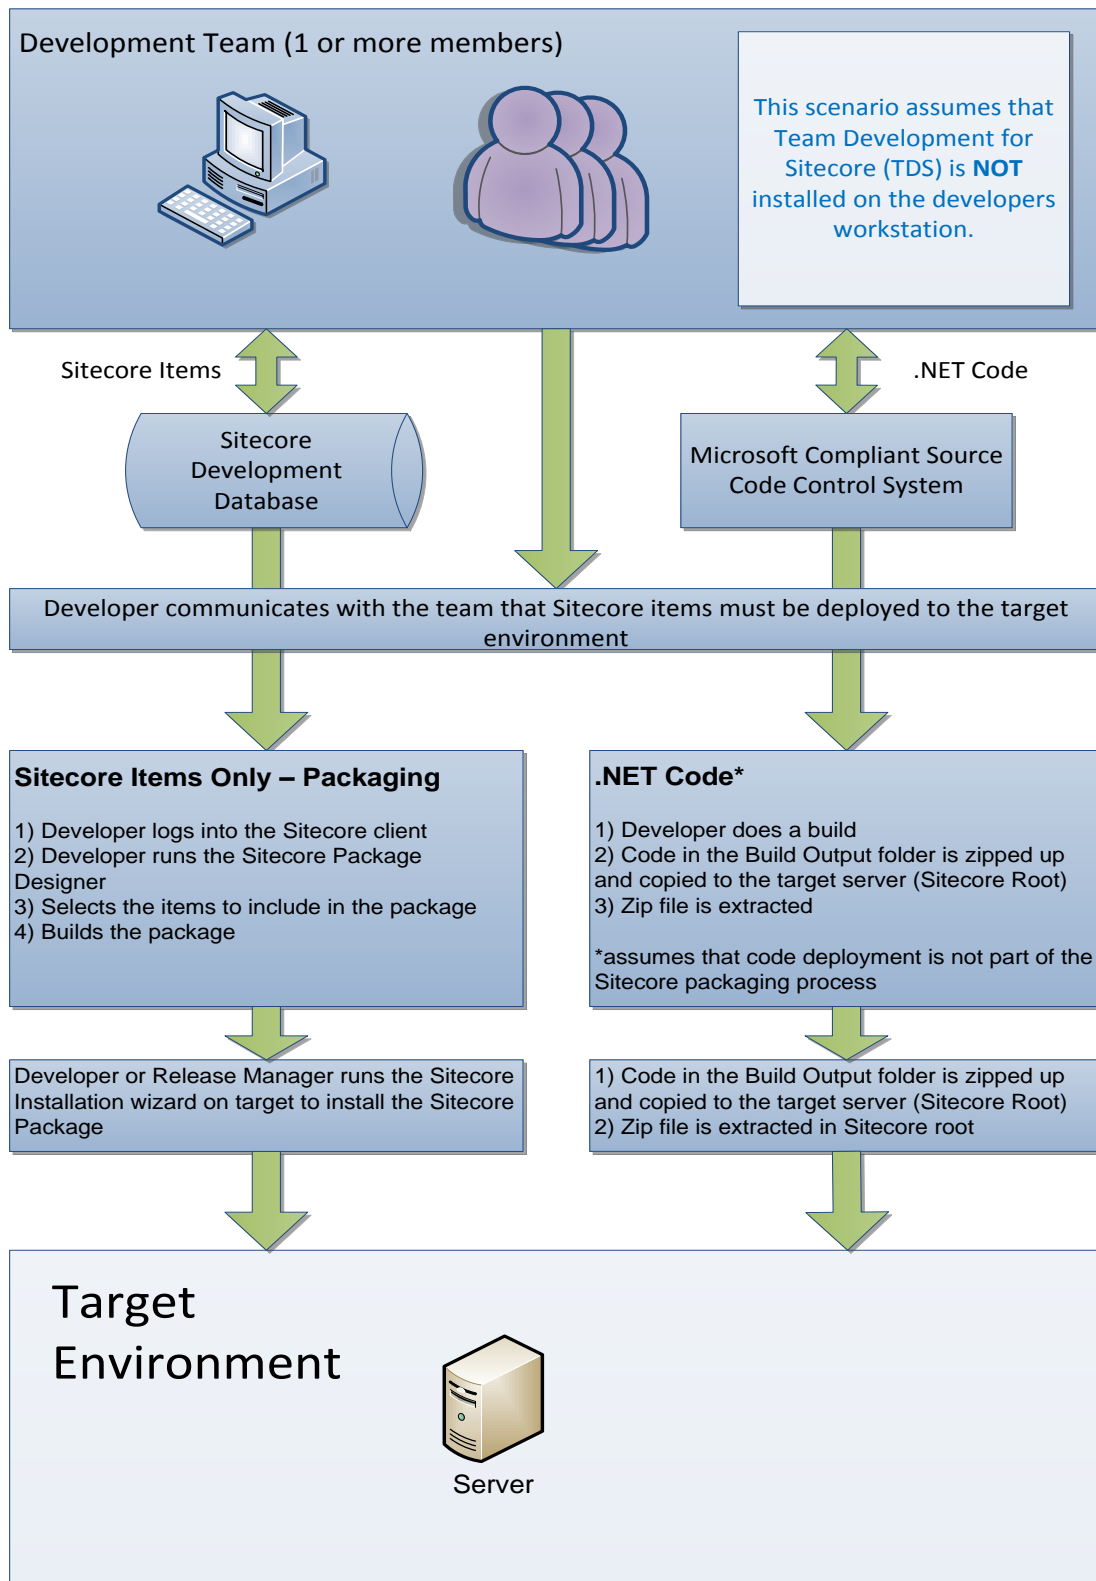 Development Team (1 or more members)
This scenario assumes that
Team Development for
Sitecore (TDS) is NOT
installed on the developers
workstation.
Sitecore Items
.NET Code
Sitecore
Development
Database
Microsoft Compliant Source
Code Control System
Developer communicates with the team that Sitecore items must be deployed to the target
environment
Sitecore Items Only – Packaging
1) Developer logs into the Sitecore client
2) Developer runs the Sitecore Package
Designer
3) Selects the items to include in the package
4) Builds the package
.NET Code*
1) Developer does a build
2) Code in the Build Output folder is zipped up
and copied to the target server (Sitecore Root)
3) Zip file is extracted
*assumes that code deployment is not part of the
Sitecore packaging process
Developer or Release Manager runs the Sitecore
Installation wizard on target to install the Sitecore
Package
1) Code in the Build Output folder is zipped up
and copied to the target server (Sitecore Root)
2) Zip file is extracted in Sitecore root
Target
Environment
Server